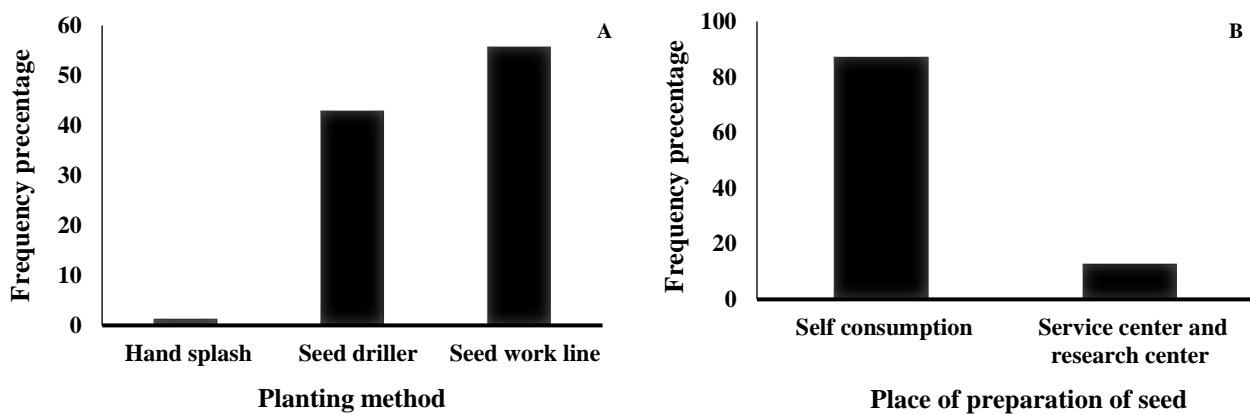 A
Frequency precentage
60
50
40
30
20
10
0
Hand splash Seed driller Seed work line
Planting method
B
Frequency precentage
100
80
60
40
20
0
Self consumption Service center and
research center
Place of preparation of seed